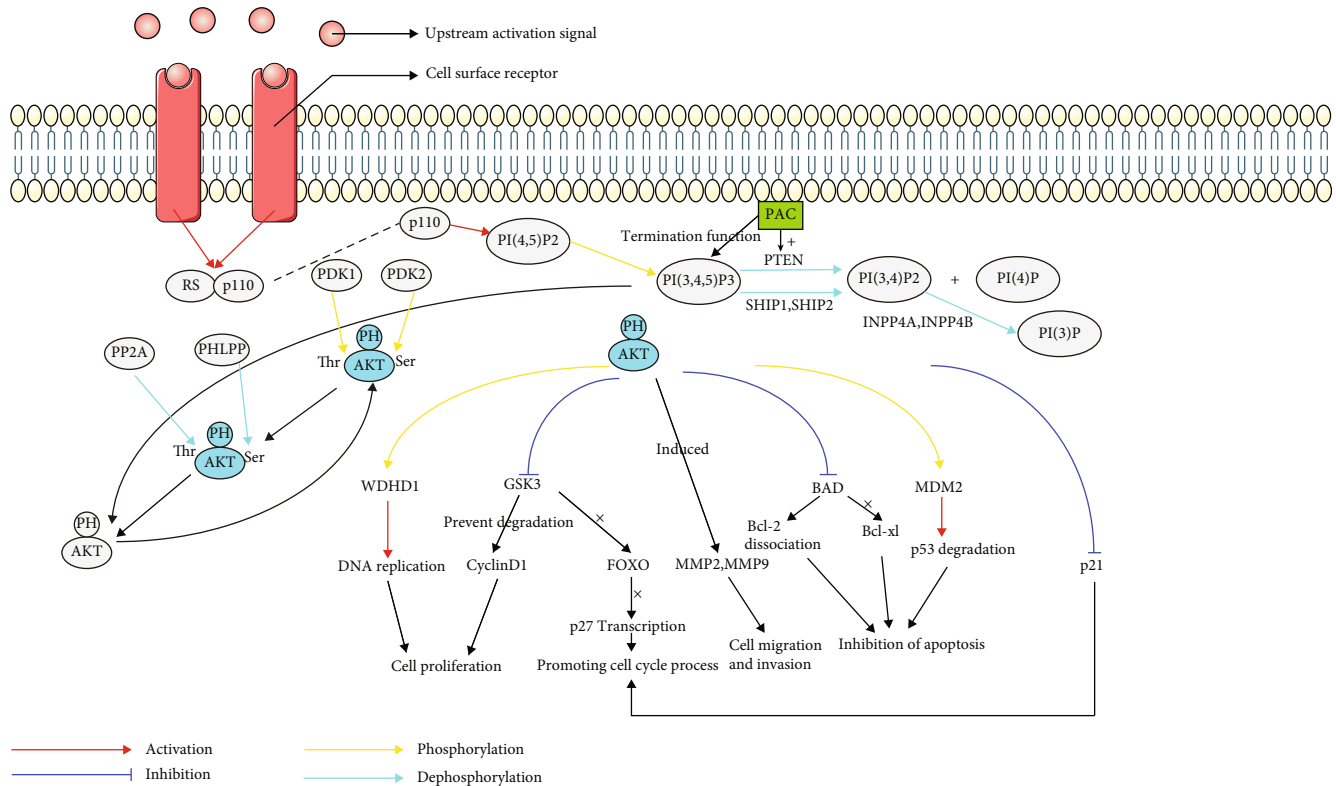 Upstream activation signal
Cell surface receptor
PAC
p110
Termination function
+
PI(4,5)P2
PTEN
PDK1
PDK2
PI(3,4,5)P3
PI(3,4)P2
+
PI(4)P
RS
p110
SHIP1,SHIP2
INPP4A,INPP4B
PI(3)P
PH
PH
AKT
Thr
AKT
Ser
PP2A
PHLPP
PH
Thr
AKT
Ser
Induced
WDHD1
GSK3
BAD
MDM2
PH
AKT
Prevent degradation
×
×
Bcl-2
dissociation
Bcl-xl
p53 degradation
DNA replication
CyclinD1
FOXO
MMP2,MMP9
p21
×
p27 Transcription
Cell migration
and invasion
Inhibition of apoptosis
Cell proliferation
Promoting cell cycle process
Activation
Phosphorylation
Inhibition
Dephosphorylation